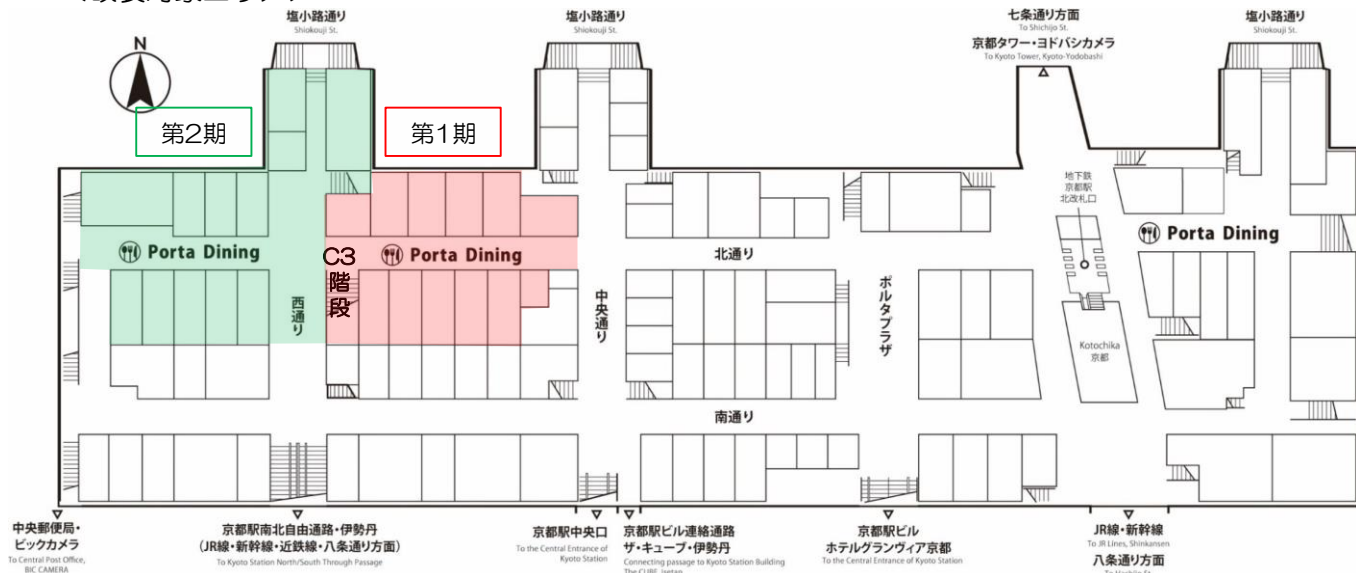 塩小路通り
Shiokouji St.
塩小路通り
Shiokouji St.
七条通り方面
To Shichijo St.
京都タワー・ヨドバシカメラ
To Kyoto Tower, Kyoto-Yodobashi
塩小路通り
Shiokouji St.
N
第2期
第1期
地下鉄
京都駅
北改札口
Porta Dining
C3
階
段
Porta Dining
北通り
Porta Dining
西通り
中央通り
ポルタプラザ
Kotochika
京都
南通り
中央郵便局・
ビックカメラ
To Central Post Office,
BIC CAMERA
京都駅南北自由通路・伊勢丹
(JR線・新幹線・近鉄線・八条通り方面)
To Kyoto Station North/South Through Passage
京都駅中央口
To the Central Entrance of
Kyoto Station
京都駅ビル連絡通路
ザ・キューブ・伊勢丹
Connecting passage to Kyoto Station Building
京都駅ビル
ホテルグランヴィア京都
To the Central Entrance of Kyoto Station
JR線・新幹線
To JR Lines, Shinkansen
八条通り方面